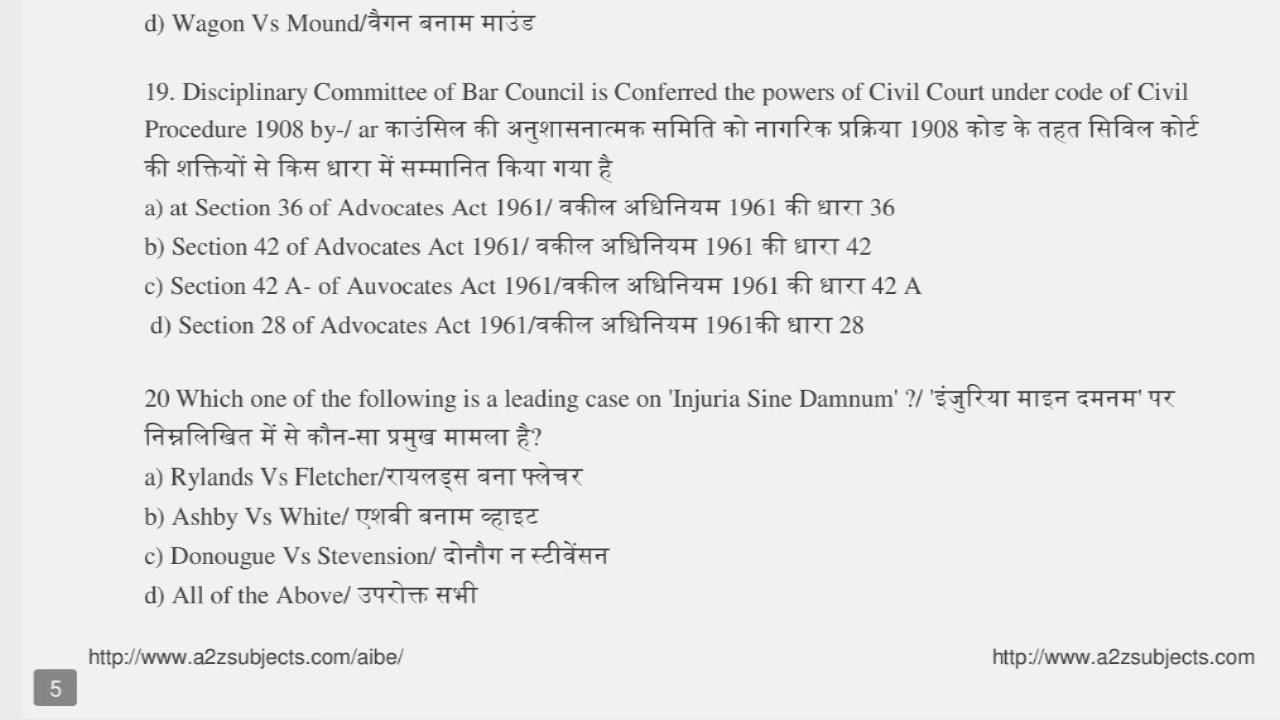 d) Wagon Vs Mound/वैगन बनाम माउंड
19. Disciplinary Committee of Bar Council is Conferred the powers of Civil Court under code of Civil
Procedure 1908 by-/ ar काउंसिल की अनुशासनात्मक समिति को नागरिक प्रक्रिया 1908 कोड के तहत सिविल कोर्ट
की शक्तियों से किस धारा में सम्मानित किया गया है
a) at Section 36 of Advocates Act 1961/ वकील अधिनियम 1961 की धारा 36
b) Section 42 of Advocates Act 1961/ वकील अधिनियम 1961 की धारा 42
c) Section 42 A- of Auvocates Act 1961/वकील अधिनियम 1961 की धारा 42 A
d) Section 28 of Advocates Act 1961/वकील अधिनियम 1961की धारा 28
20 Which one of the following is a leading case on 'Injuria Sine Damnum' ?/ 'इंजुरिया माइन दमनम' पर
निम्नलिखित में से कौन-सा प्रमुख मामला है?
a) Rylands Vs Fletcher/रायलड्स बना फ्लेचर
b) Ashby Vs White/ एशबी बनाम व्हाइट
c) Donougue Vs Stevension/ दोनौग न स्टीवेंसन
d) All of the Above/ उपरोक्त सभी
http://www.a2zsubjects.com/aibe/ http://www.a2zsubjects.com
5